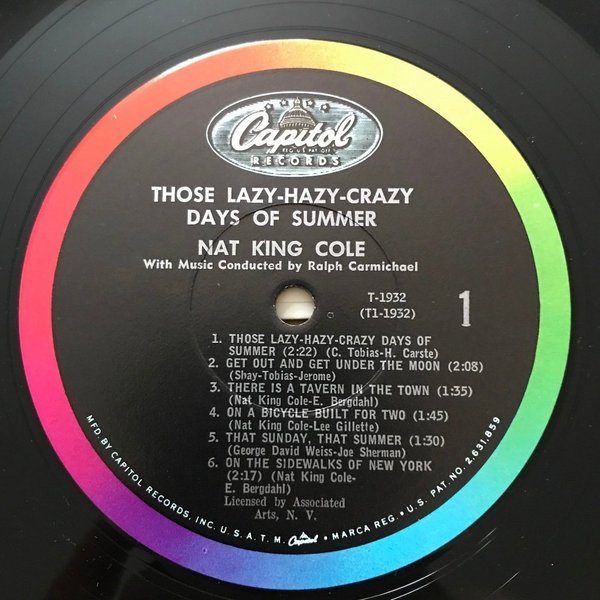 Capitol
REG. U.S. PAT. OFF.
RECORDS
THOSE LAZY-HAZY-CRAZY
DAYS OF SUMMER
NAT KING COLE
With Music Conducted by Ralph Carmichael
T-1932
(T1-1932)
1
1. THOSE LAZY-HAZY-CRAZY DAYS OF
SUMMER (2:22) (C. Tobias-H. Carste)
2. GET OUT AND GET UNDER THE MOON (2:08)
(Shay-Tobias-Jerome)
3. THERE IS A TAVERN IN THE TOWN (1:35)
(Nat King Cole-E. Bergdahl)
4. ON A BICYCLE BUILT FOR TWO (1:45)
(Nat King Cole-Lee Gillette)
5. THAT SUNDAY, THAT SUMMER (1:30)
(George David Weiss-Joe Sherman)
6. ON THE SIDEWALKS OF NEW YORK
(2:17) (Nat King Cole-
E. Bergdahl)
Licensed by Associated
Arts, N. V.
MFD. BY CAPITOL RECORDS, INC. U.S.A. T.M. Capitol • MARCA REG. • U.S. PAT. NO. 2,631,859